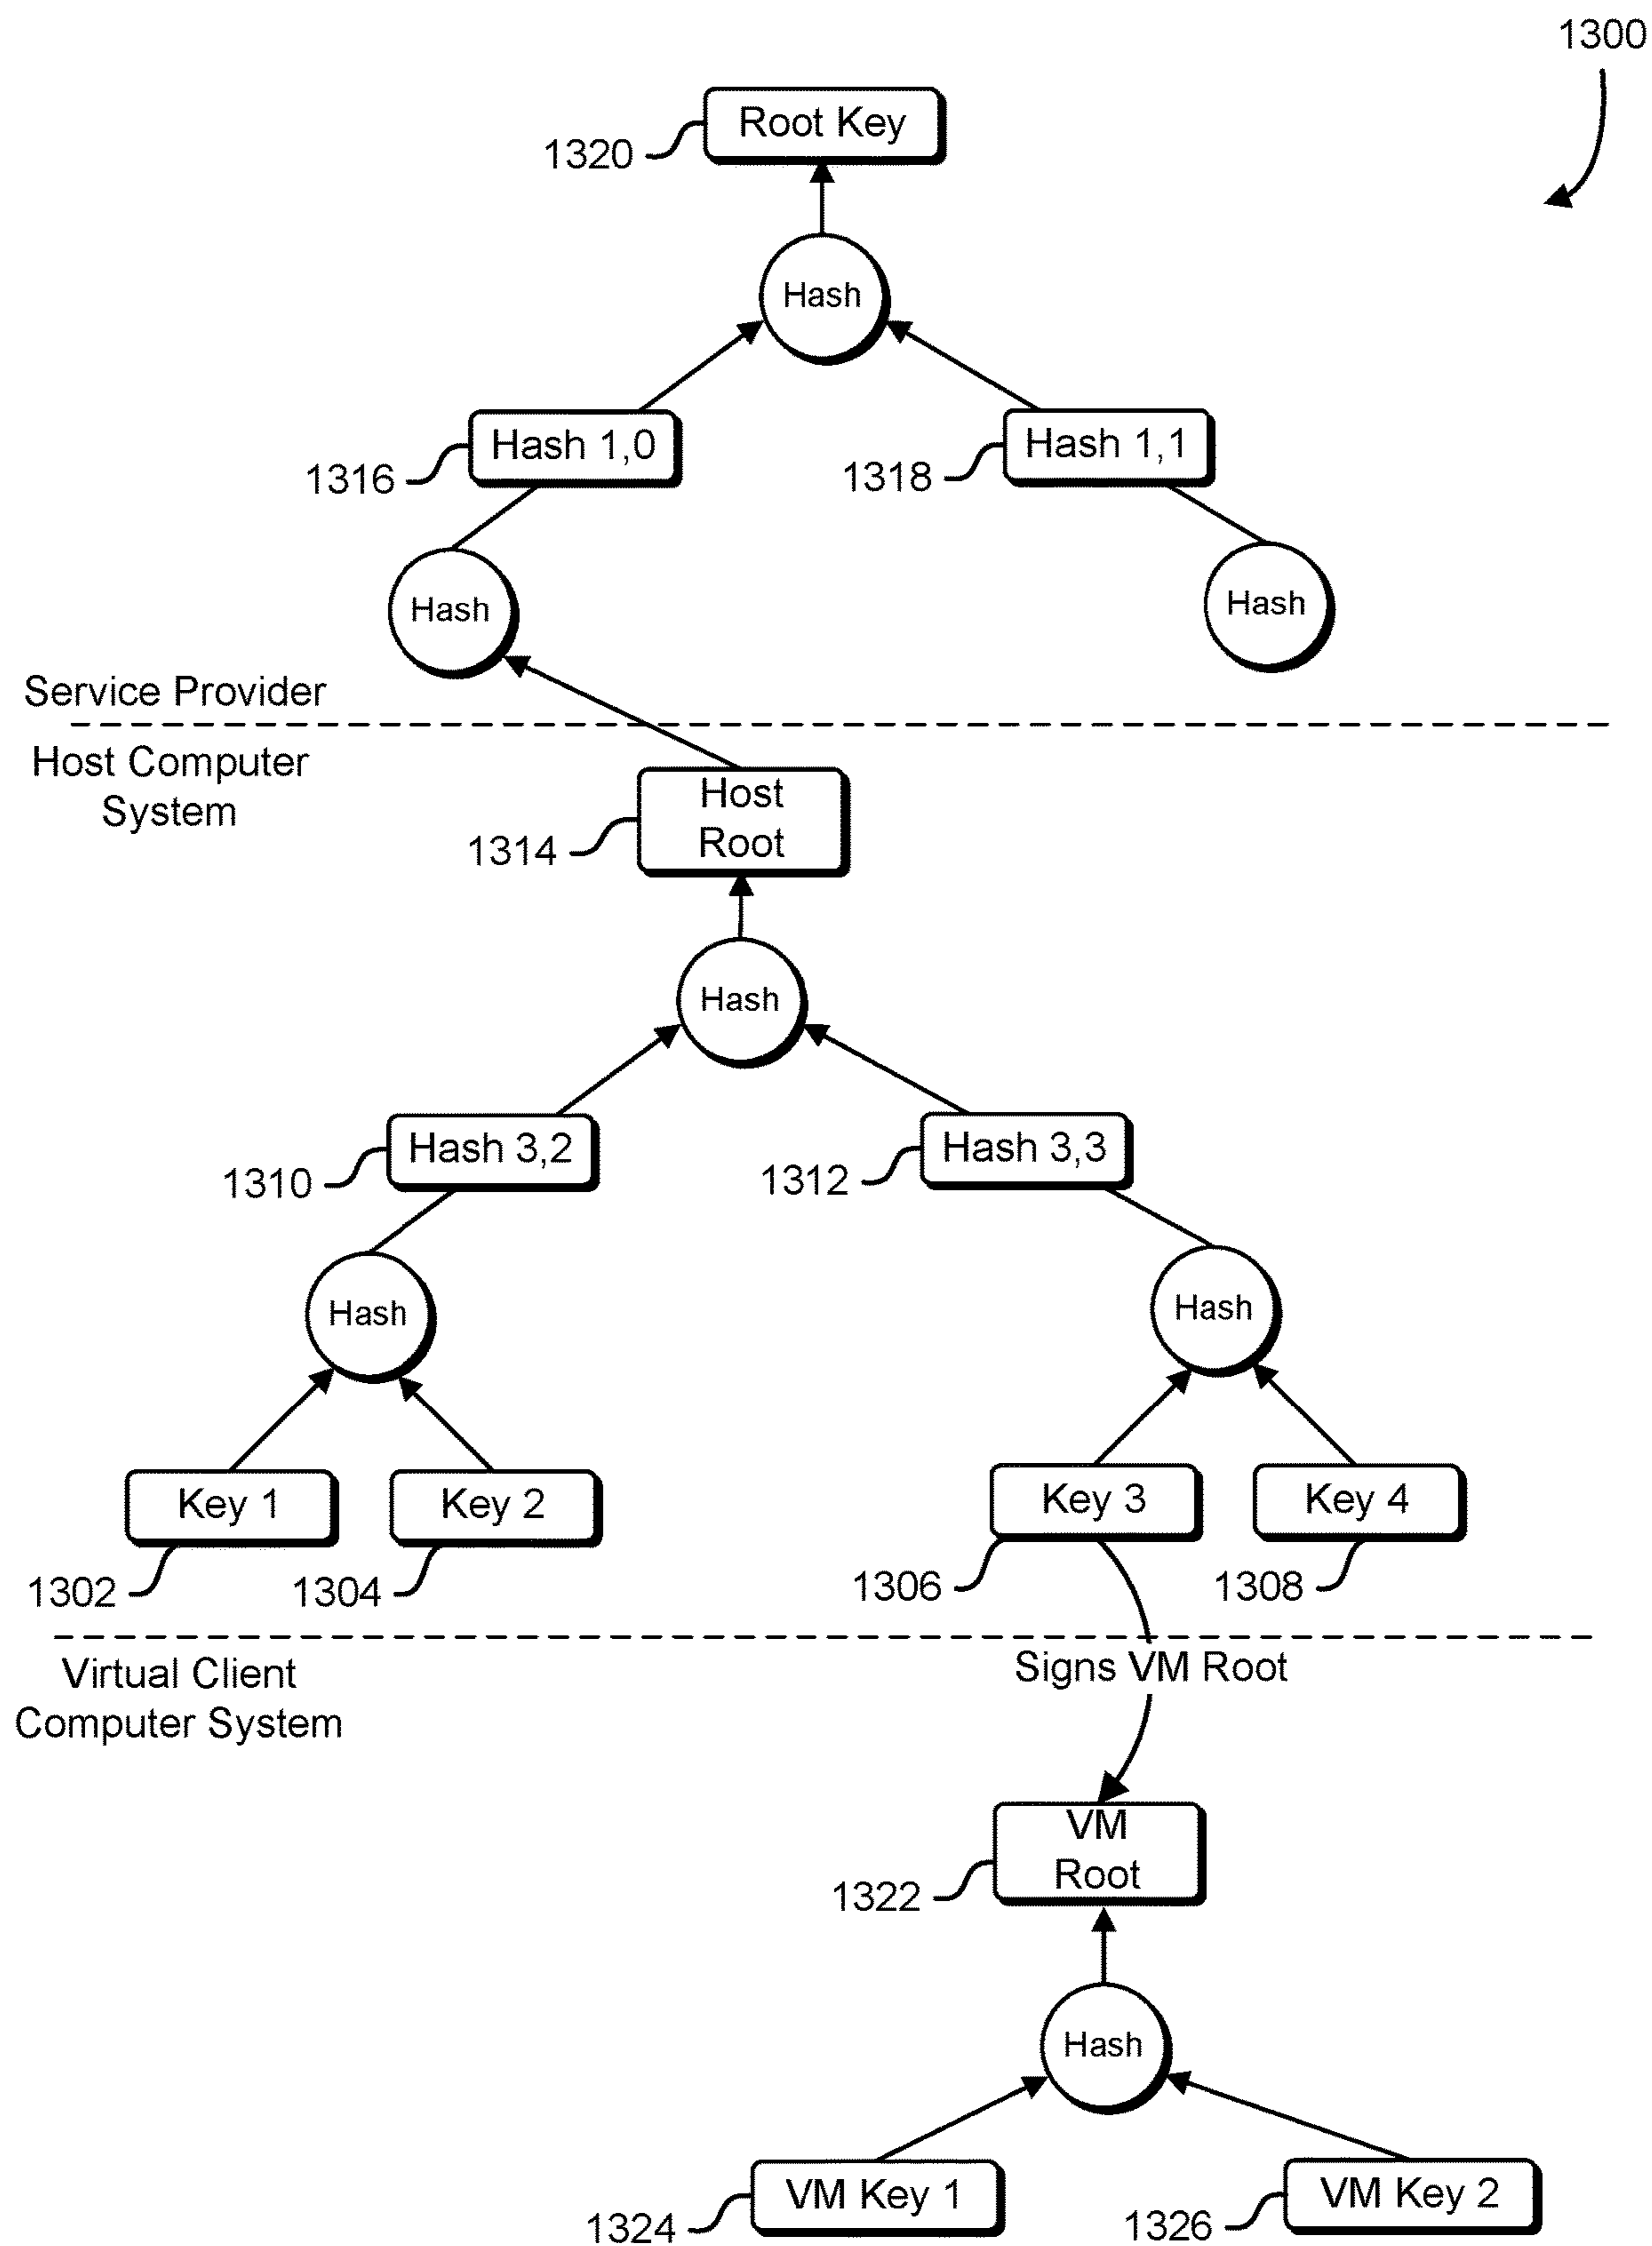 1300
Root Key
1320
Hash
Hash 1,0
Hash 1,1
1316
1318
Hash
Hash
Service Provider
Host Computer
System
Host
Root
1314
Hash
Hash 3,2
Hash 3,3
1310
1312
Hash
Hash
Key 1
Key 2
Key 3
Key 4
1302
1304
1306
1308
Virtual Client
Computer System
Signs VM Root
VM
Root
1322
Hash
VM Key 1
VM Key 2
1324
1326